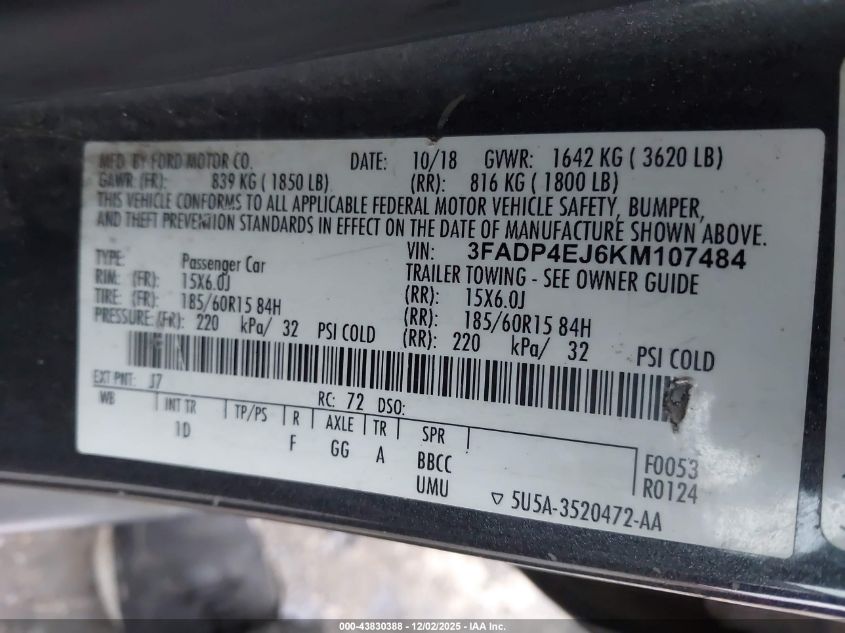 MFD. BY FORD MOTOR CO. DATE: 10/18 GVWR: 1642 KG ( 3620 LB)
GAWR: (FR): 839 KG ( 1850 LB) (RR): 816 KG ( 1800 LB)
THIS VEHICLE CONFORMS TO ALL APPLICABLE FEDERAL MOTOR VEHICLE SAFETY, BUMPER,
AND THEFT PREVENTION STANDARDS IN EFFECT ON THE DATE OF MANUFACTURE SHOWN ABOVE.
VIN: 3FADP4EJ6KM107484
TYPE: Passenger Car TRAILER TOWING - SEE OWNER GUIDE
RIM: (FR): 15X6.0J (RR): 15X6.0J
TIRE: (FR): 185/60R15 84H (RR): 185/60R15 84H
PRESSURE: (FR): 220 kPa/ 32 PSI COLD (RR): 220 kPa/ 32 PSI COLD
EXT PNT: J7 RC: 72 DSO:
WB INT TR TP/PS R AXLE TR SPR
1D F GG A BBCC F0053
UMU R0124
5U5A-3520472-AA
000-43830388 - 12/02/2025 - IAA Inc.